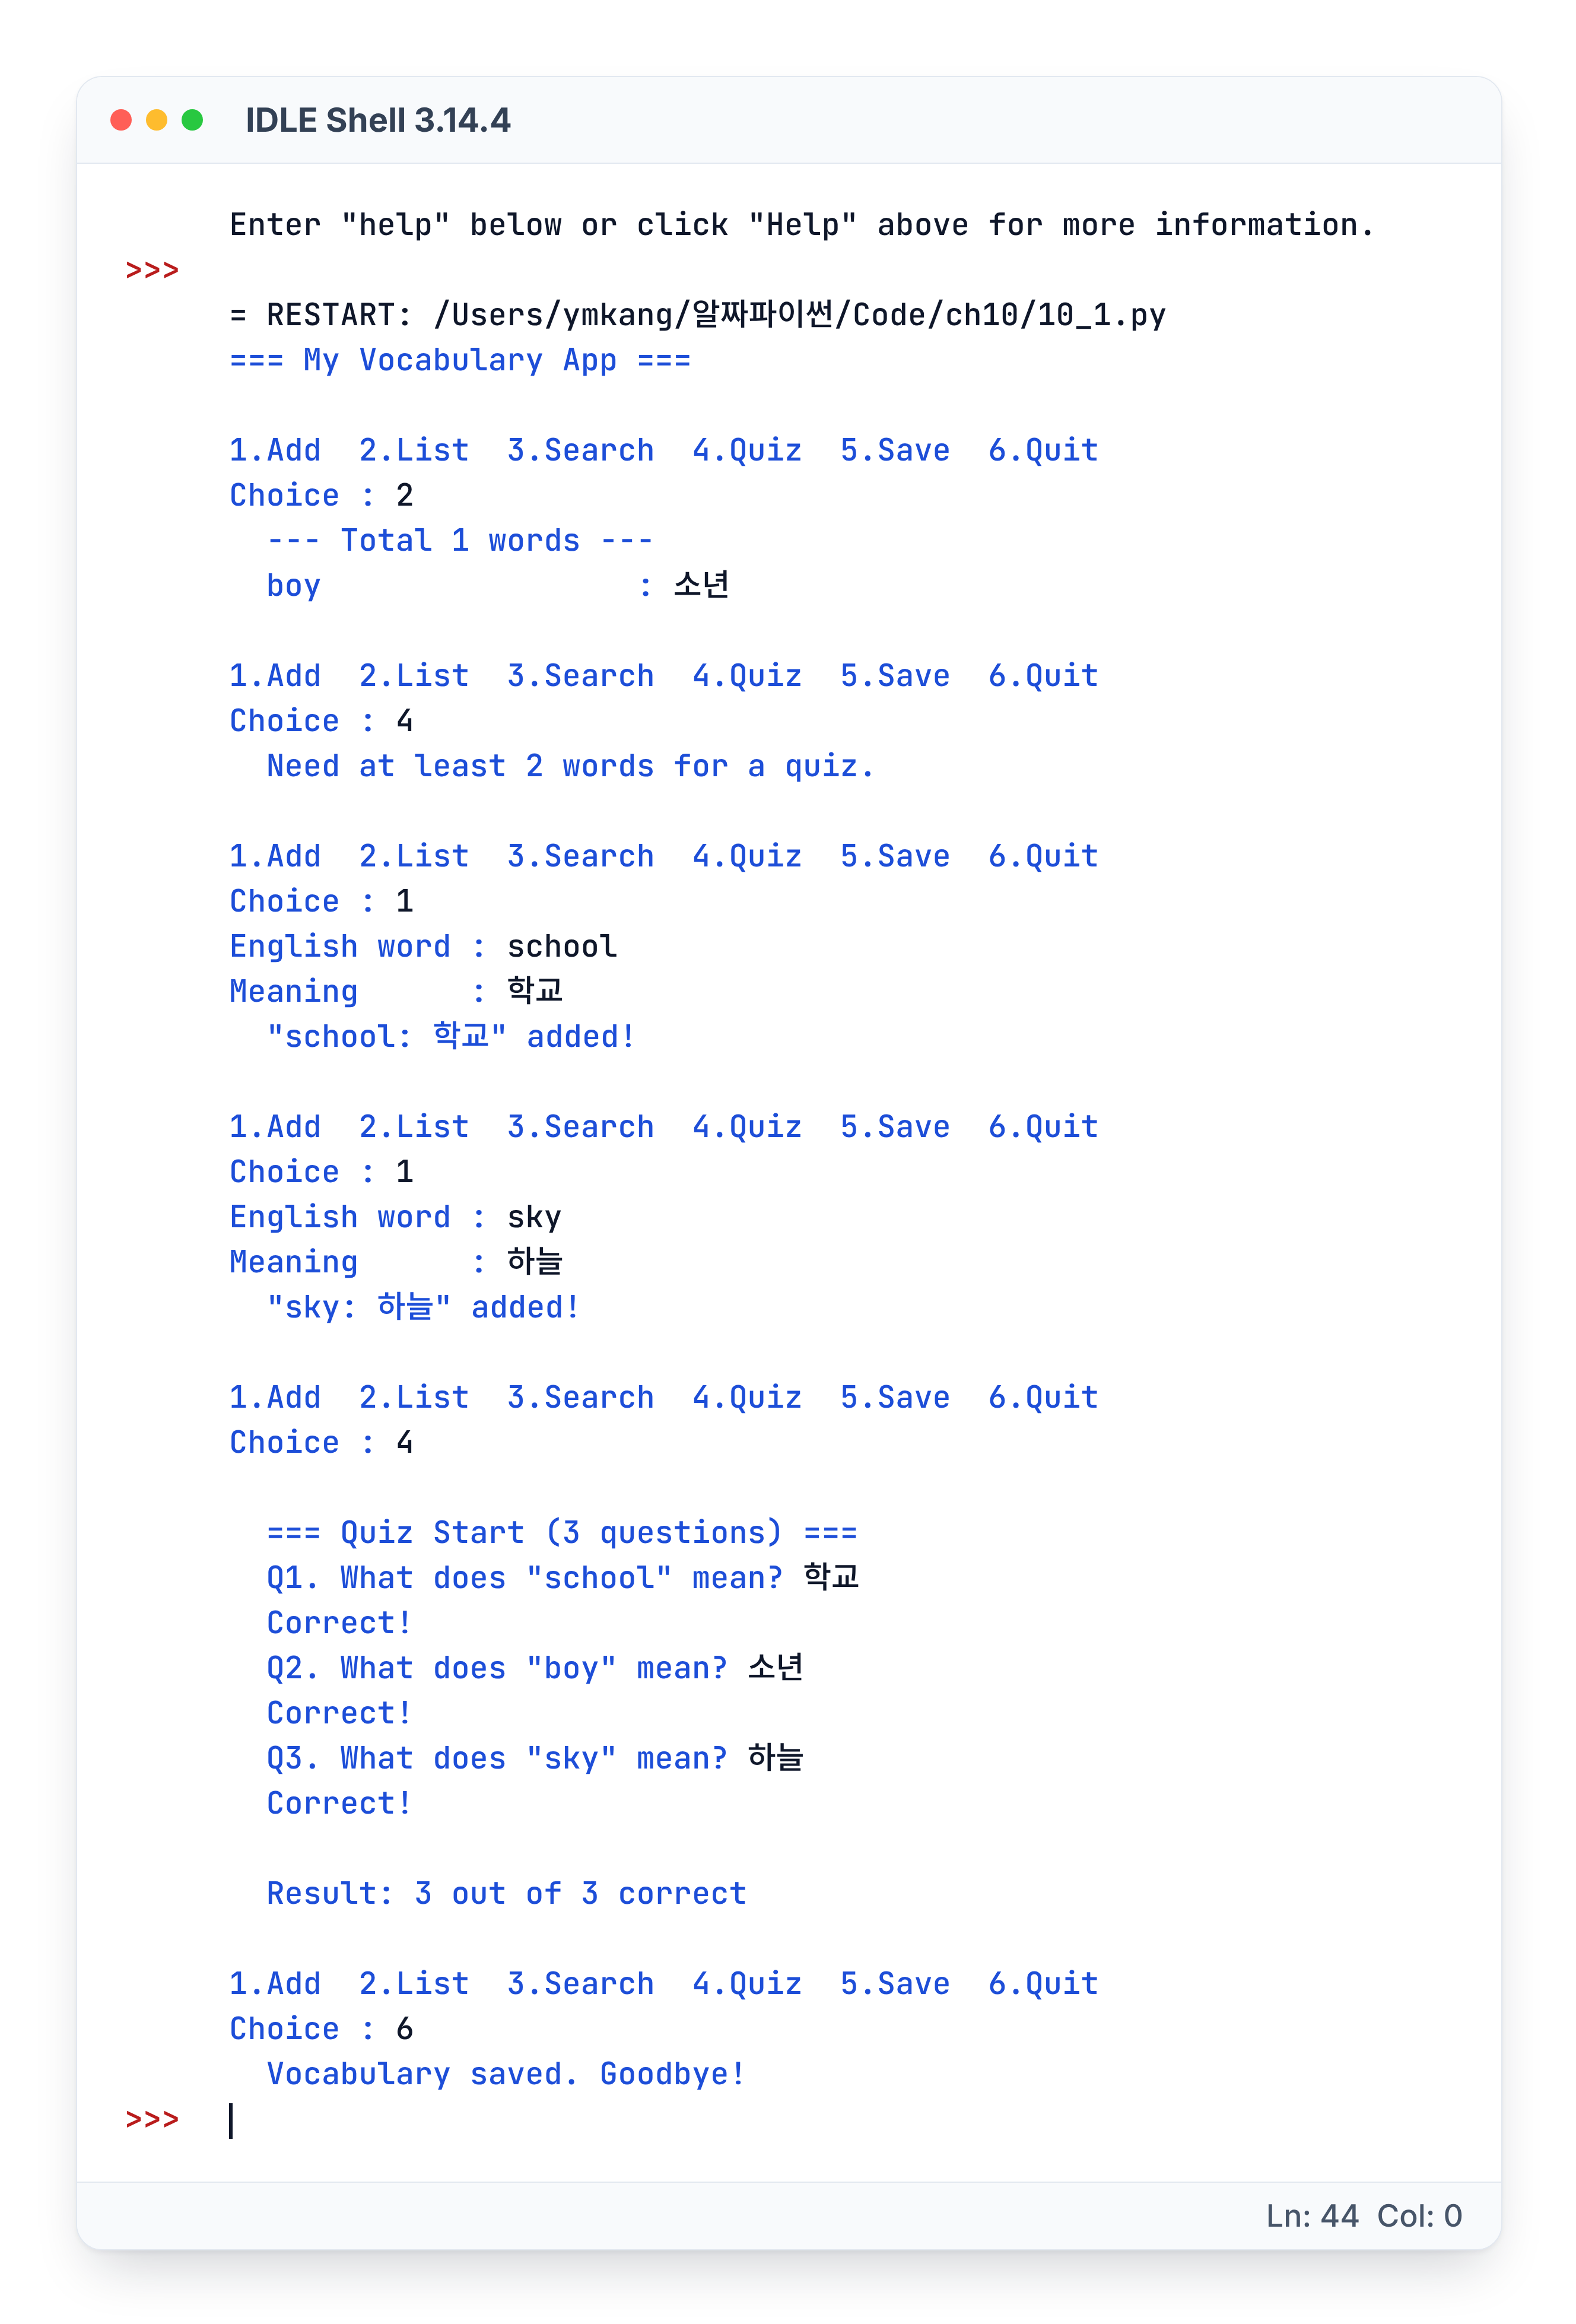 IDLE Shell 3.14.4
Enter "help" below or click "Help" above for more information.
>>>
= RESTART: /Users/ymkang/알짜파이썬/Code/ch10/10_1.py
=== My Vocabulary App ===
1.Add  2.List  3.Search  4.Quiz  5.Save  6.Quit
Choice : 2
--- Total 1 words ---
boy                 : 소년
1.Add  2.List  3.Search  4.Quiz  5.Save  6.Quit
Choice : 4
Need at least 2 words for a quiz.
1.Add  2.List  3.Search  4.Quiz  5.Save  6.Quit
Choice : 1
English word : school
Meaning      : 학교
"school: 학교" added!
1.Add  2.List  3.Search  4.Quiz  5.Save  6.Quit
Choice : 1
English word : sky
Meaning      : 하늘
"sky: 하늘" added!
1.Add  2.List  3.Search  4.Quiz  5.Save  6.Quit
Choice : 4
=== Quiz Start (3 questions) ===
Q1. What does "school" mean? 학교
Correct!
Q2. What does "boy" mean? 소년
Correct!
Q3. What does "sky" mean? 하늘
Correct!
Result: 3 out of 3 correct
1.Add  2.List  3.Search  4.Quiz  5.Save  6.Quit
Choice : 6
Vocabulary saved. Goodbye!
>>>
Ln: 44  Col: 0